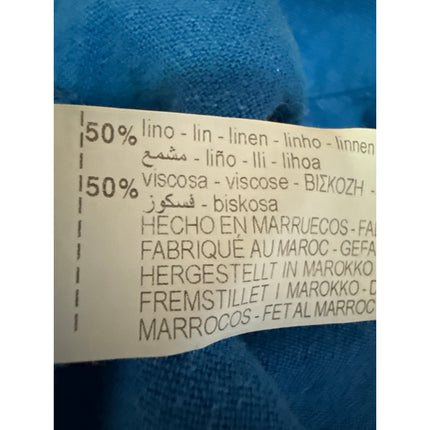 50% lino - lin - linen - linho - linnen
مشمع - liño - lli - lihoa
50% viscosa - viscose - ΒΙΣΚΟΖΗ -
فسكوز - biskosa
HECHO EN MARRUECOS - FA
FABRIQUÉ AU MAROC - GEFA
HERGESTELLT IN MAROKKO
FREMSTILLET I MAROKKO - D
MARROCOS - FET AL MARROC